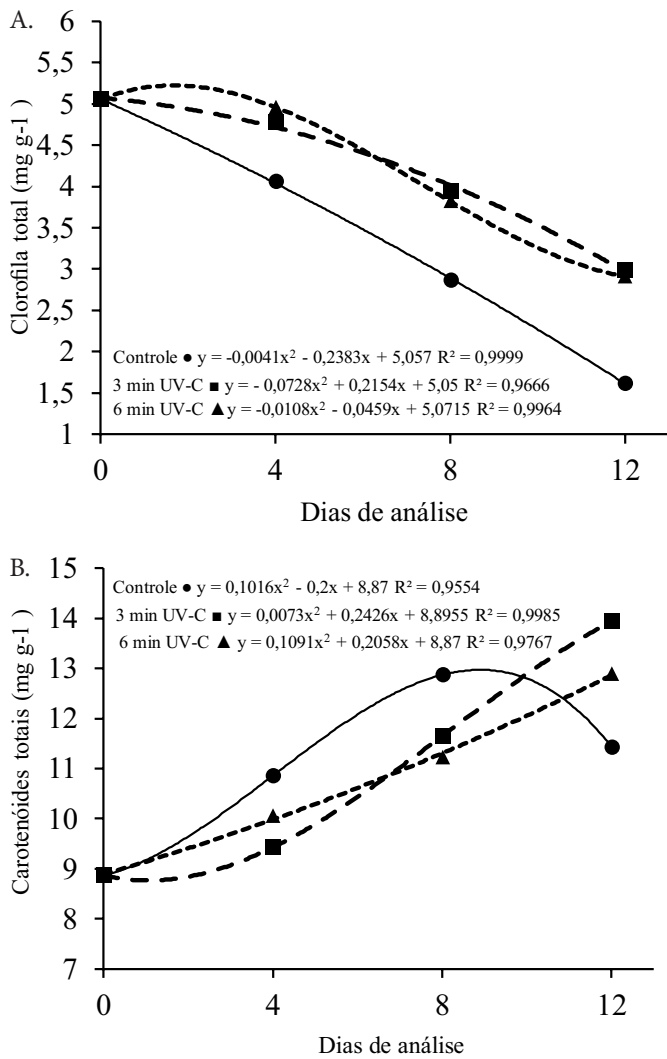 A.
6
5,5
5
4,5
4
3,5
3
2,5
2
1,5
1
Clorofila total (mg g-1)
Controle ● y = -0,0041x² - 0,2383x + 5,057 R² = 0,9999
3 min UV-C ■ y = - 0,0728x² + 0,2154x + 5,05 R² = 0,9666
6 min UV-C ▲ y = -0,0108x² - 0,0459x + 5,0715 R² = 0,9964
0 4 8 12
Dias de análise
B.
16
15
14
13
12
11
10
9
8
7
Carotenóides totais (mg g-1 )
Controle ● y = 0,1016x² - 0,2x + 8,87 R² = 0,9554
3 min UV-C ■ y = 0,0073x² + 0,2426x + 8,8955 R² = 0,9985
6 min UV-C ▲ y = 0,1091x² + 0,2058x + 8,87 R² = 0,9767
0 4 8 12
Dias de análise